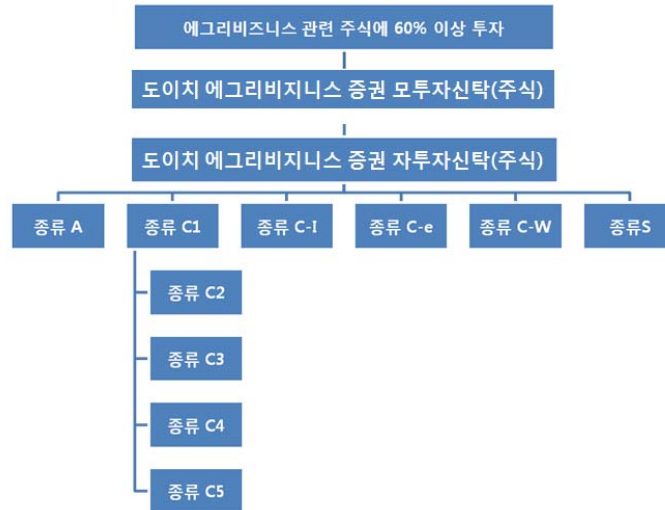 에그리비즈니스 관련 주식에 60% 이상 투자
도이치 에그리비지니스 증권 모투자신탁(주식)
도이치 에그리비지니스 증권 자투자신탁(주식)
종류 A
종류 C1
종류 C-I
종류 C-e
종류 C-W
종류S
종류 C2
종류 C3
종류 C4
종류 C5